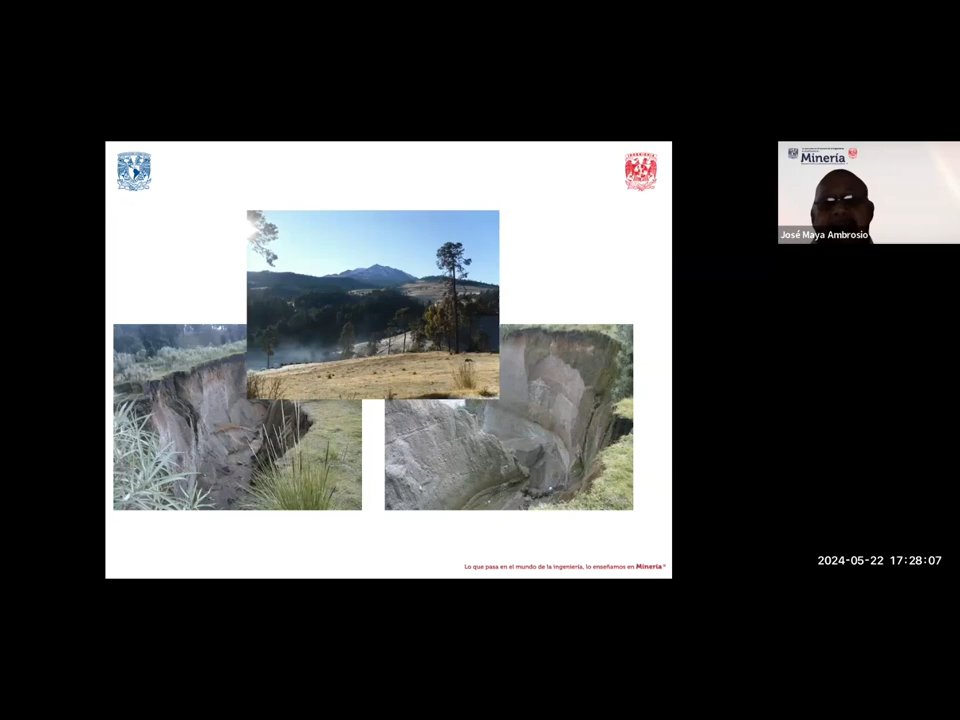 Minería
José Maya Ambrosio
2024-05-22 17:28:07
Lo que pasa en el mundo de la ingeniería, lo enseñamos en Minería®